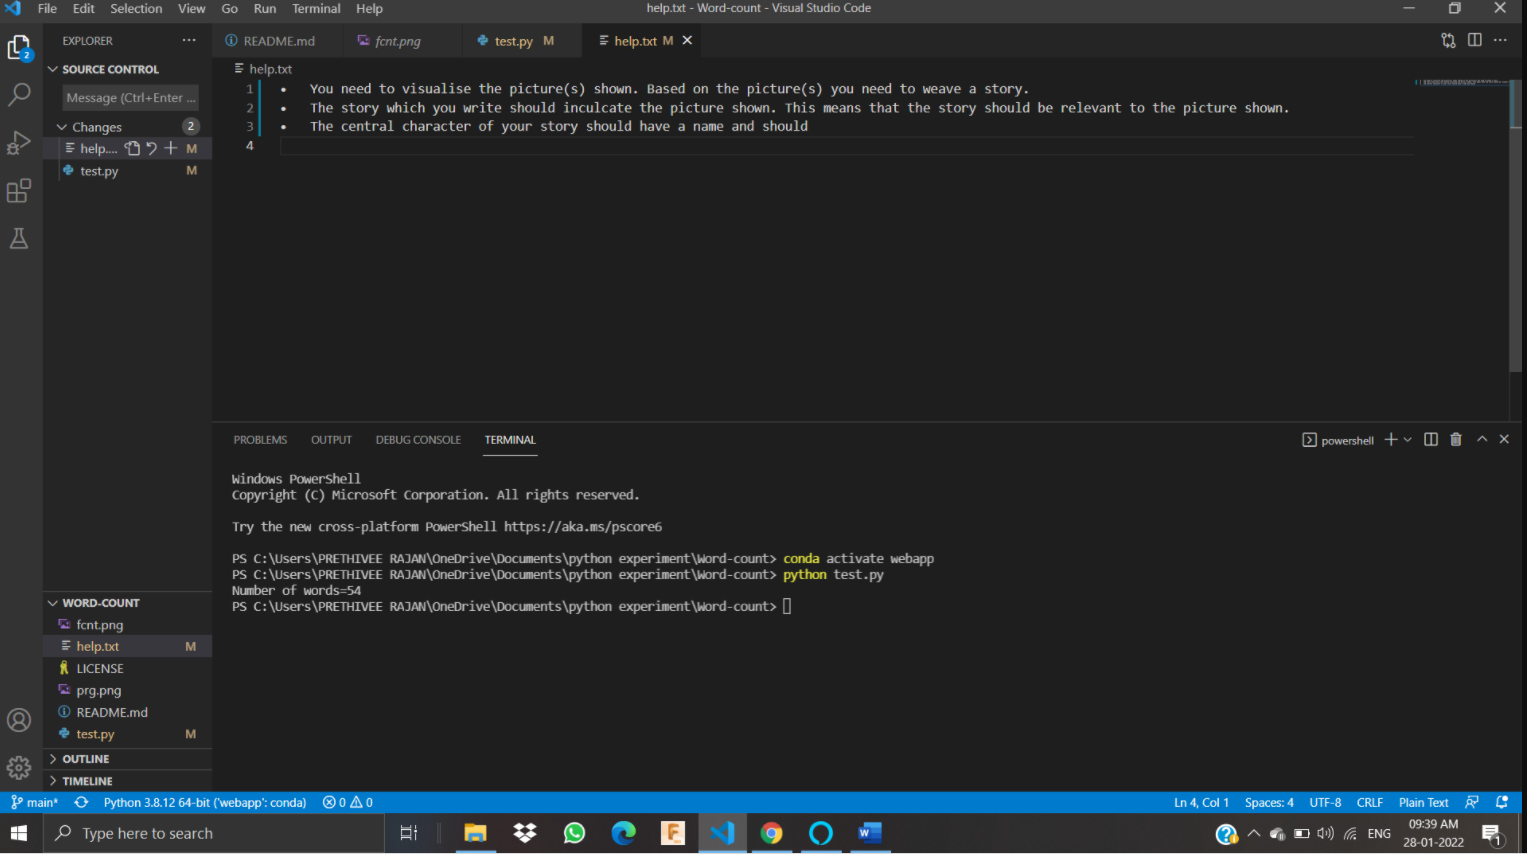 File Edit Selection View Go Run Terminal Help
help.txt - Word-count - Visual Studio Code
EXPLORER
2
SOURCE CONTROL
Message (Ctrl+Enter ...
Changes 2
help.... M
test.py M
README.md
fcnt.png
test.py M
help.txt M
help.txt
1 • You need to visualise the picture(s) shown. Based on the picture(s) you need to weave a story.
2 • The story which you write should inculcate the picture shown. This means that the story should be relevant to the picture shown.
3 • The central character of your story should have a name and should
4
PROBLEMS OUTPUT DEBUG CONSOLE TERMINAL
powershell
Windows PowerShell
Copyright (C) Microsoft Corporation. All rights reserved.
Try the new cross-platform PowerShell https://aka.ms/pscore6
PS C:\Users\PRETHIVEE RAJAN\OneDrive\Documents\python experiment\Word-count> conda activate webapp
PS C:\Users\PRETHIVEE RAJAN\OneDrive\Documents\python experiment\Word-count> python test.py
Number of words=54
PS C:\Users\PRETHIVEE RAJAN\OneDrive\Documents\python experiment\Word-count>
WORD-COUNT
fcnt.png
help.txt M
LICENSE
prg.png
README.md
test.py M
OUTLINE
TIMELINE
main* Python 3.8.12 64-bit ('webapp': conda) 0 0
Ln 4, Col 1 Spaces: 4 UTF-8 CRLF Plain Text
Type here to search
ENG
09:39 AM
28-01-2022
1